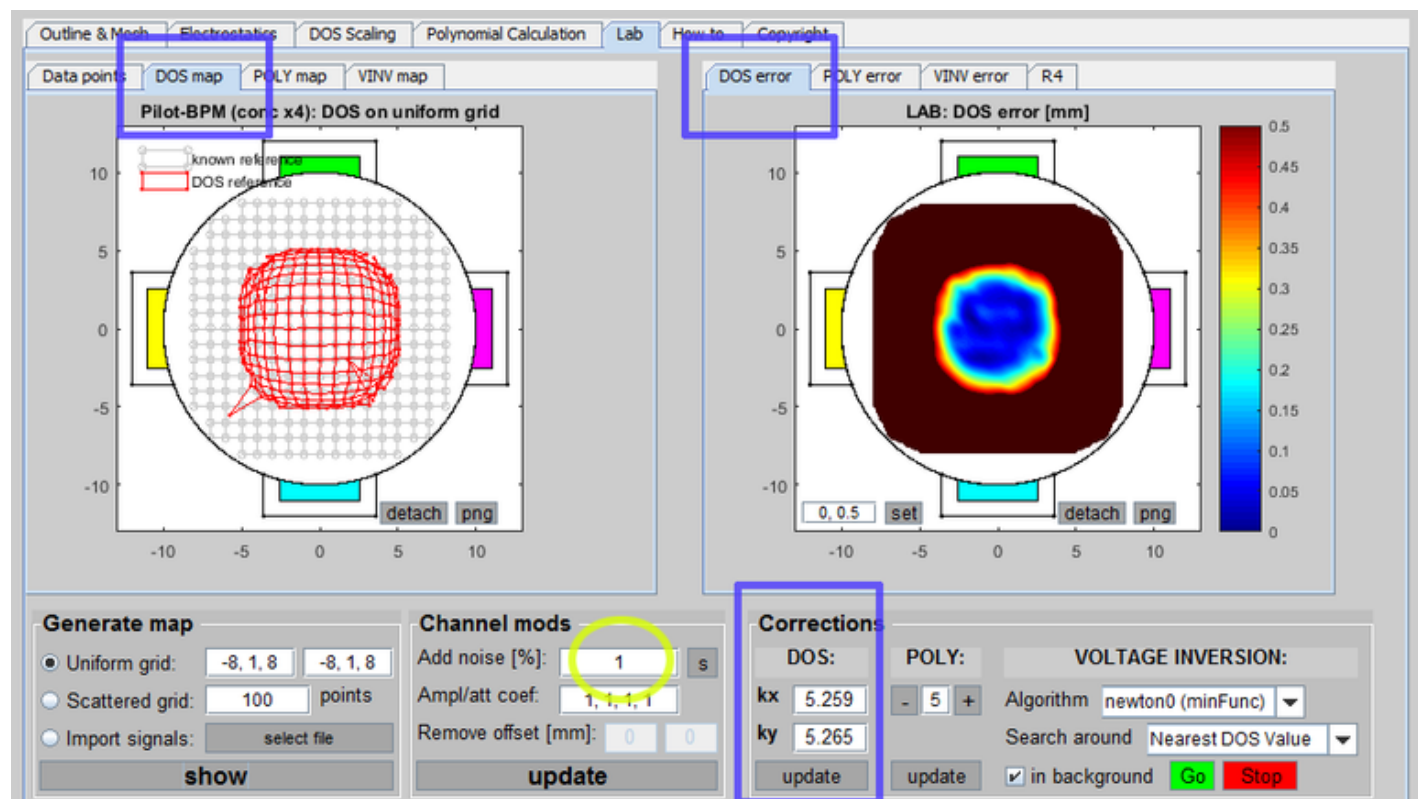 Outline & Mesh Electrostatics DOS Scaling Polynomial Calculation Lab How to Copyright
Data points DOS map POLY map VINV map
Pilot-BPM (conc x4): DOS on uniform grid
known reference
DOS reference
10
5
0
-5
-10
-10 -5 0 5 10
detach png
DOS error POLY error VINV error R4
LAB: DOS error [mm]
10
5
0
-5
-10
0, 0.5 set detach png
-10 -5 0 5 10
0.5
0.45
0.4
0.35
0.3
0.25
0.2
0.15
0.1
0.05
0
Generate map
Uniform grid: -8, 1, 8 -8, 1, 8
Scattered grid: 100 points
Import signals: select file
show
Channel mods
Add noise [%]: 1 s
Ampl/att coef: 1, 1, 1, 1
Remove offset [mm]: 0 0
update
Corrections
DOS: POLY: VOLTAGE INVERSION:
kx 5.259 - 5 + Algorithm newton0 (minFunc)
ky 5.265 Search around Nearest DOS Value
update update in background Go Stop